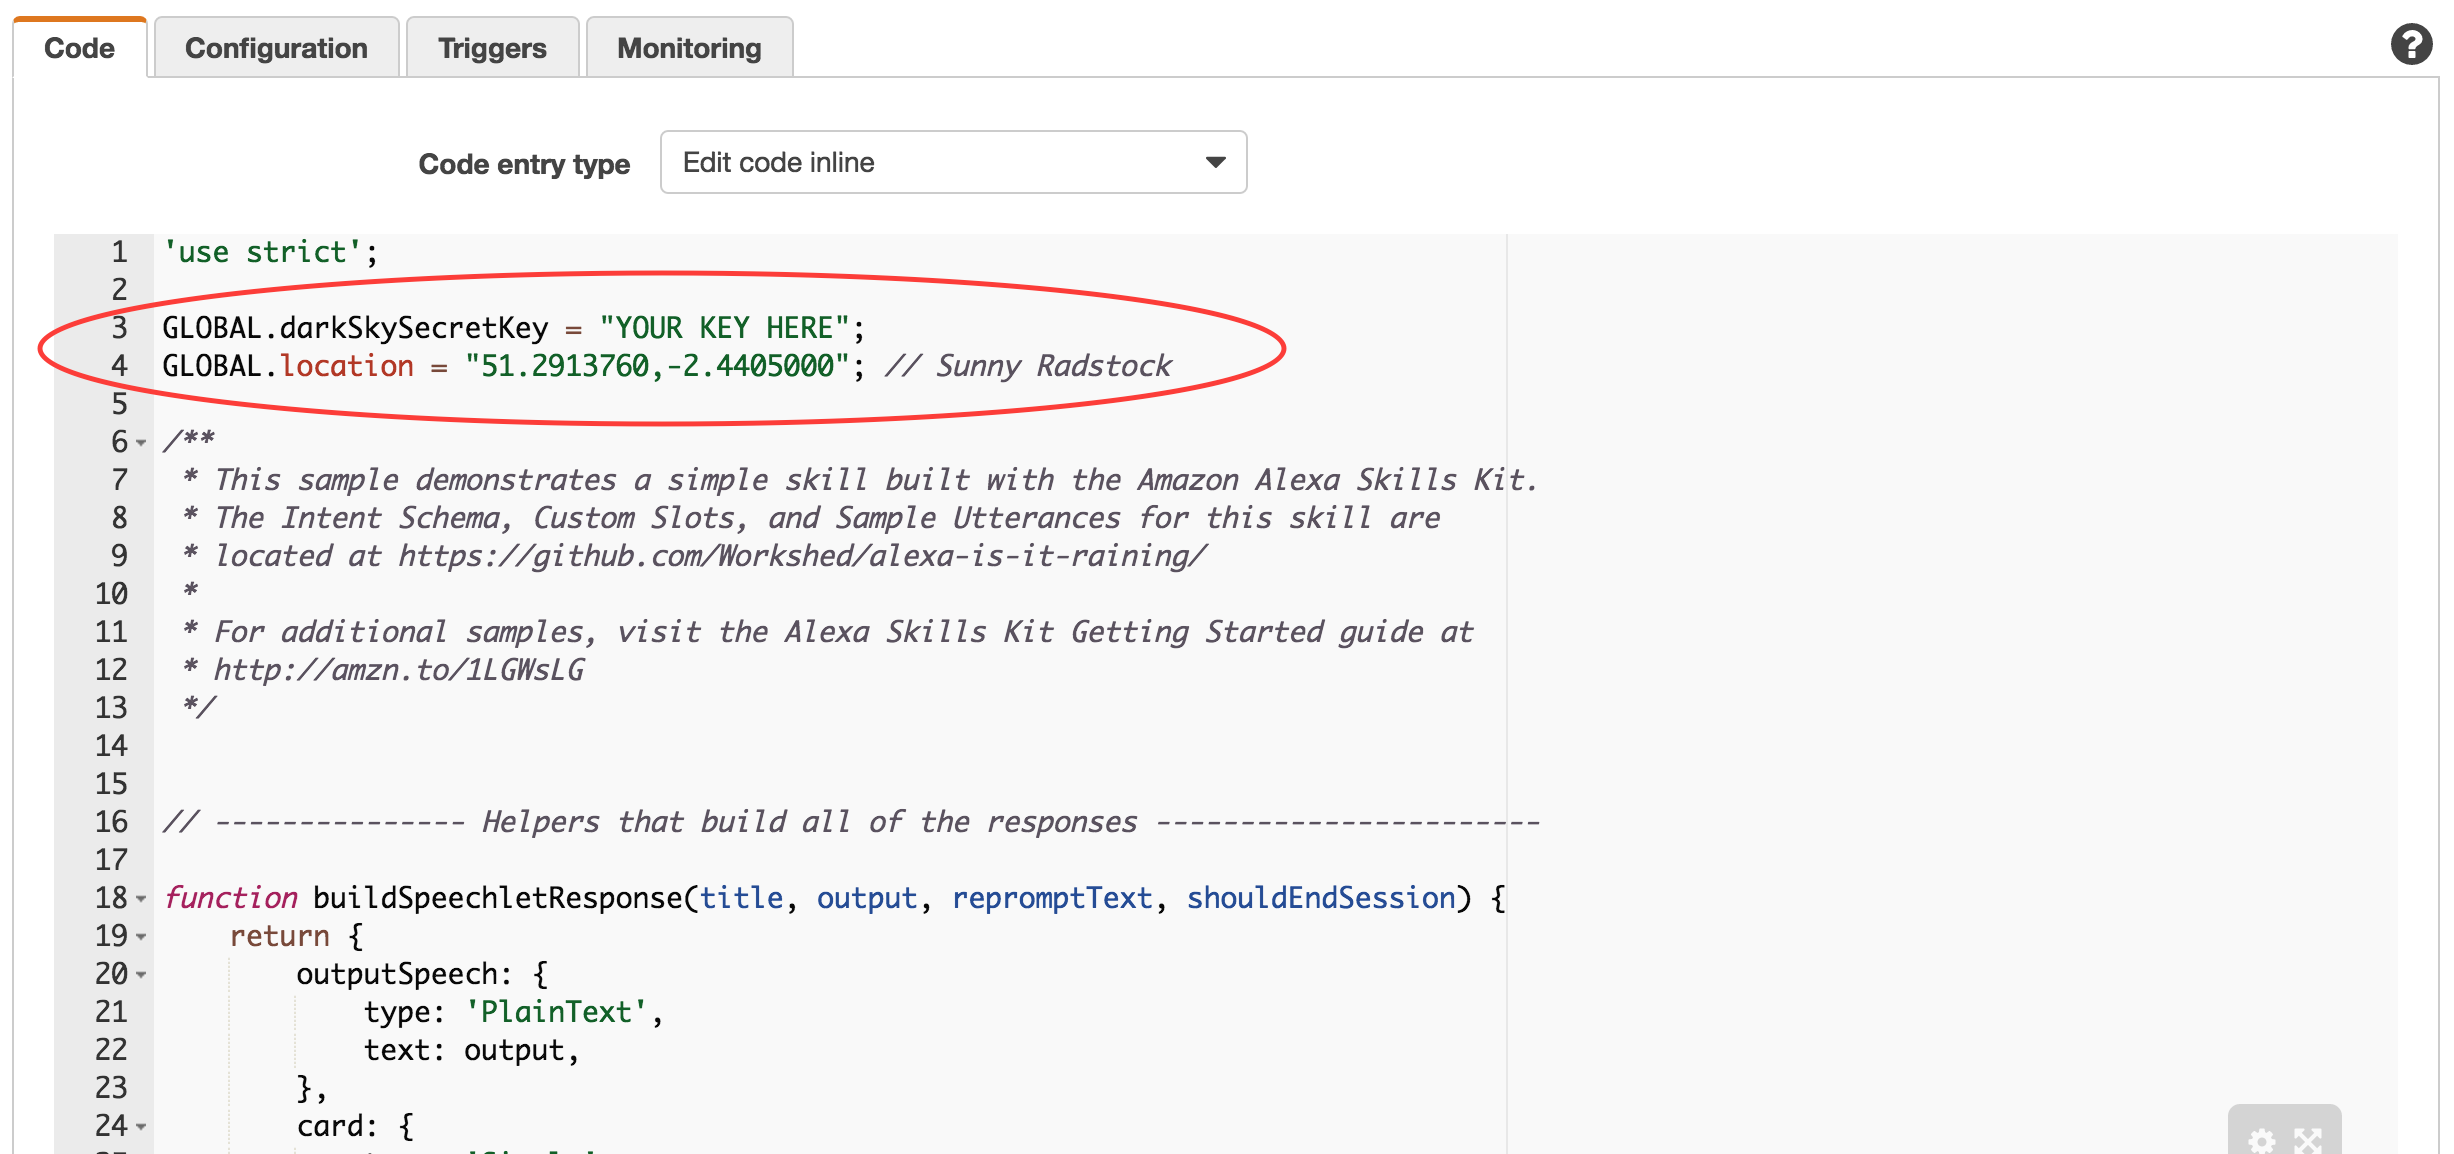 Code Configuration Triggers Monitoring ?
Code entry type Edit code inline
1 'use strict';
2
3 GLOBAL.darkSkySecretKey = "YOUR KEY HERE";
4 GLOBAL.location = "51.2913760,-2.4405000"; // Sunny Radstock
5
6 /**
7 * This sample demonstrates a simple skill built with the Amazon Alexa Skills Kit.
8 * The Intent Schema, Custom Slots, and Sample Utterances for this skill are
9 * located at https://github.com/Workshed/alexa-is-it-raining/
10 *
11 * For additional samples, visit the Alexa Skills Kit Getting Started guide at
12 * http://amzn.to/1LGWsLG
13 */
14
15
16 // --------------- Helpers that build all of the responses -----------------------
17
18 function buildSpeechletResponse(title, output, repromptText, shouldEndSession) {
19 return {
20 outputSpeech: {
21 type: 'PlainText',
22 text: output,
23 },
24 card: {